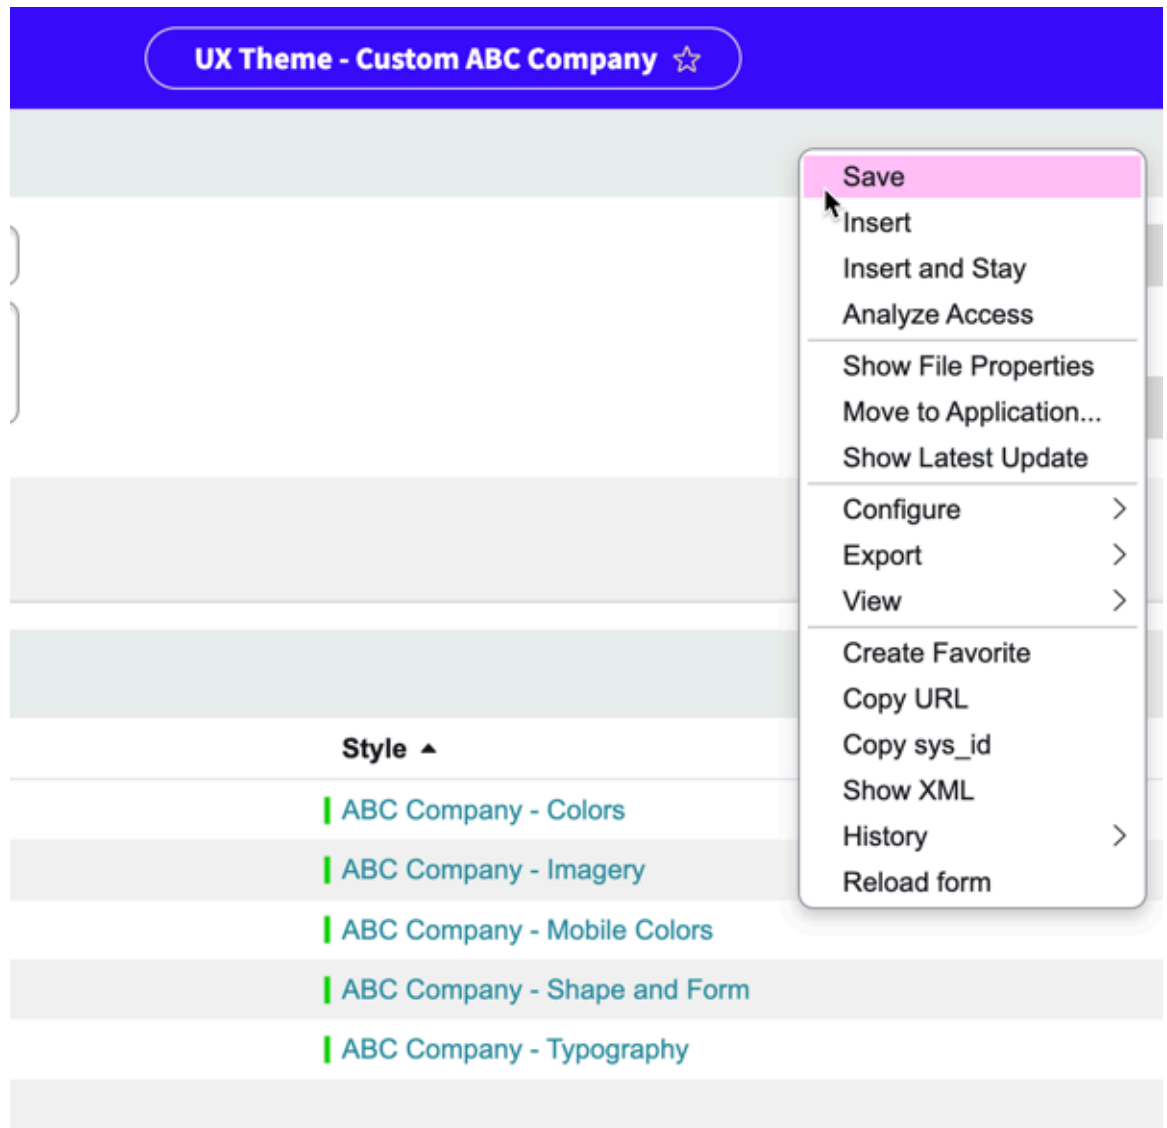 UX Theme - Custom ABC Company
Save
Insert
Insert and Stay
Analyze Access
Show File Properties
Move to Application...
Show Latest Update
Configure
Export
View
Create Favorite
Copy URL
Copy sys_id
Show XML
History
Reload form
Style
ABC Company - Colors
ABC Company - Imagery
ABC Company - Mobile Colors
ABC Company - Shape and Form
ABC Company - Typography